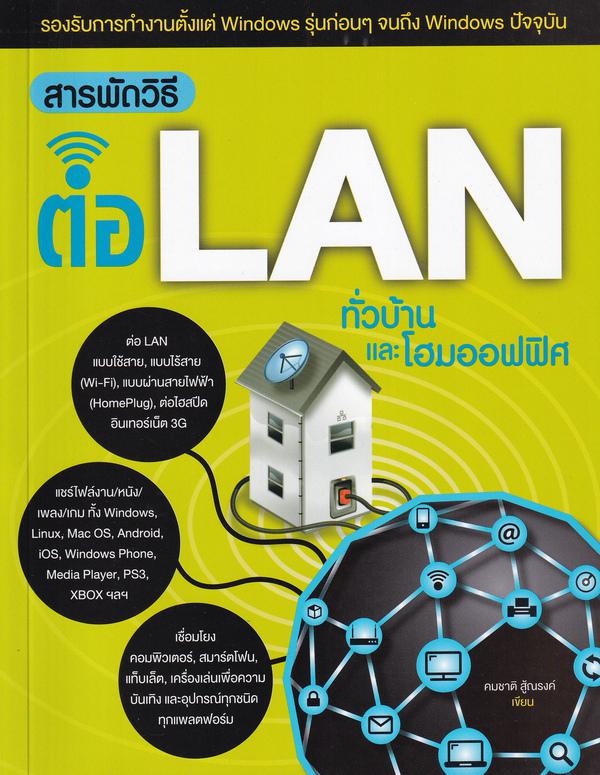 รองรับการทำงานตั้งแต่ Windows รุ่นก่อนๆ จนถึง Windows ปัจจุบัน
สารพัดวิธี
ต่อ LAN
ทั่วบ้าน
และโฮมออฟฟิศ
ต่อ LAN
แบบใช้สาย, แบบไร้สาย
(Wi-Fi), แบบผ่านสายไฟฟ้า
(HomePlug), ต่อไฮสปีด
อินเทอร์เน็ต 3G
แชร์ไฟล์งาน/หนัง/
เพลง/เกม ทั้ง Windows,
Linux, Mac OS, Android,
iOS, Windows Phone,
Media Player, PS3,
XBOX ฯลฯ
เชื่อมโยง
คอมพิวเตอร์, สมาร์ตโฟน,
แท็บเล็ต, เครื่องเล่นเพื่อความ
บันเทิง และอุปกรณ์ทุกชนิด
ทุกแพลตฟอร์ม
@
คมชาติ สู้ณรงค์
เขียน